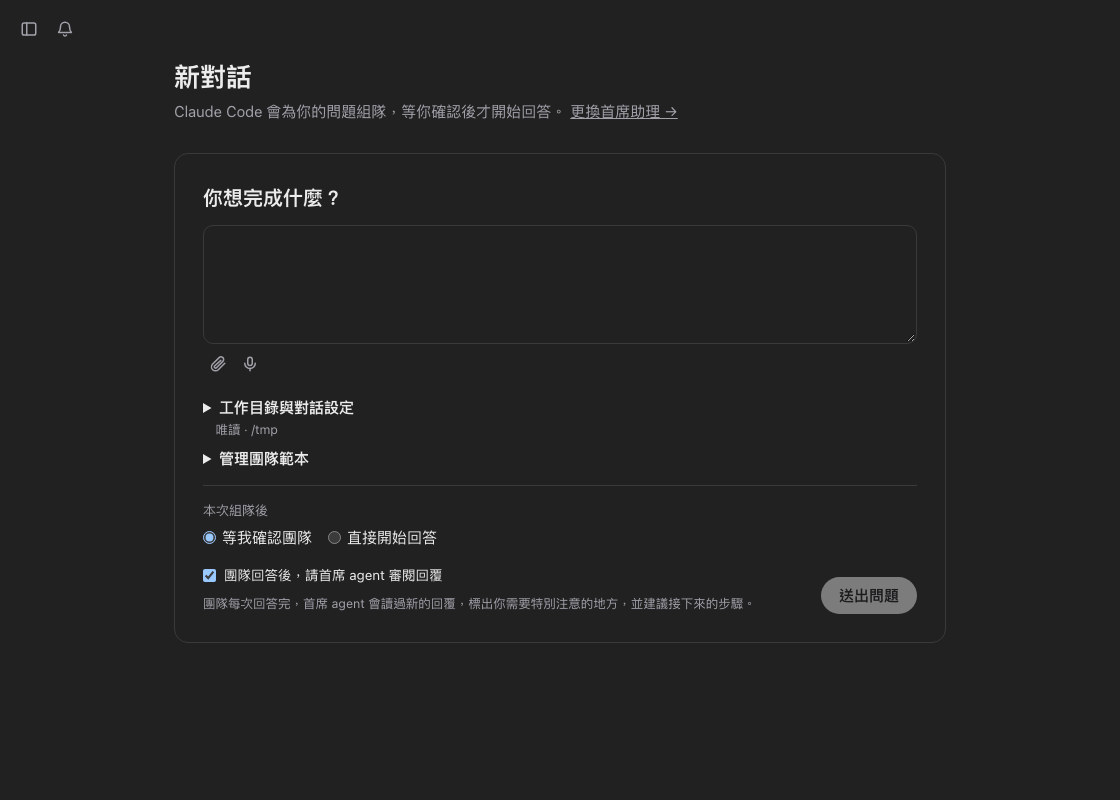 新對話
Claude Code 會為你的問題組隊，等你確認後才開始回答。 更換首席助理 →
你想完成什麼？
工作目錄與對話設定
唯讀 · /tmp
管理團隊範本
本次組隊後
等我確認團隊 直接開始回答
團隊回答後，請首席 agent 審閱回覆
團隊每次回答完，首席 agent 會讀過新的回覆，標出你需要特別注意的地方，並建議接下來的步驟。
送出問題